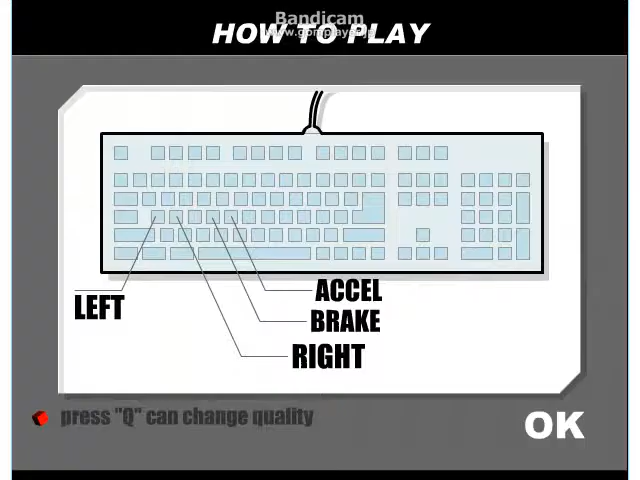 Bandicam
HOW TO PLAY
LEFT
ACCEL
BRAKE
RIGHT
press "Q" can change quality
OK